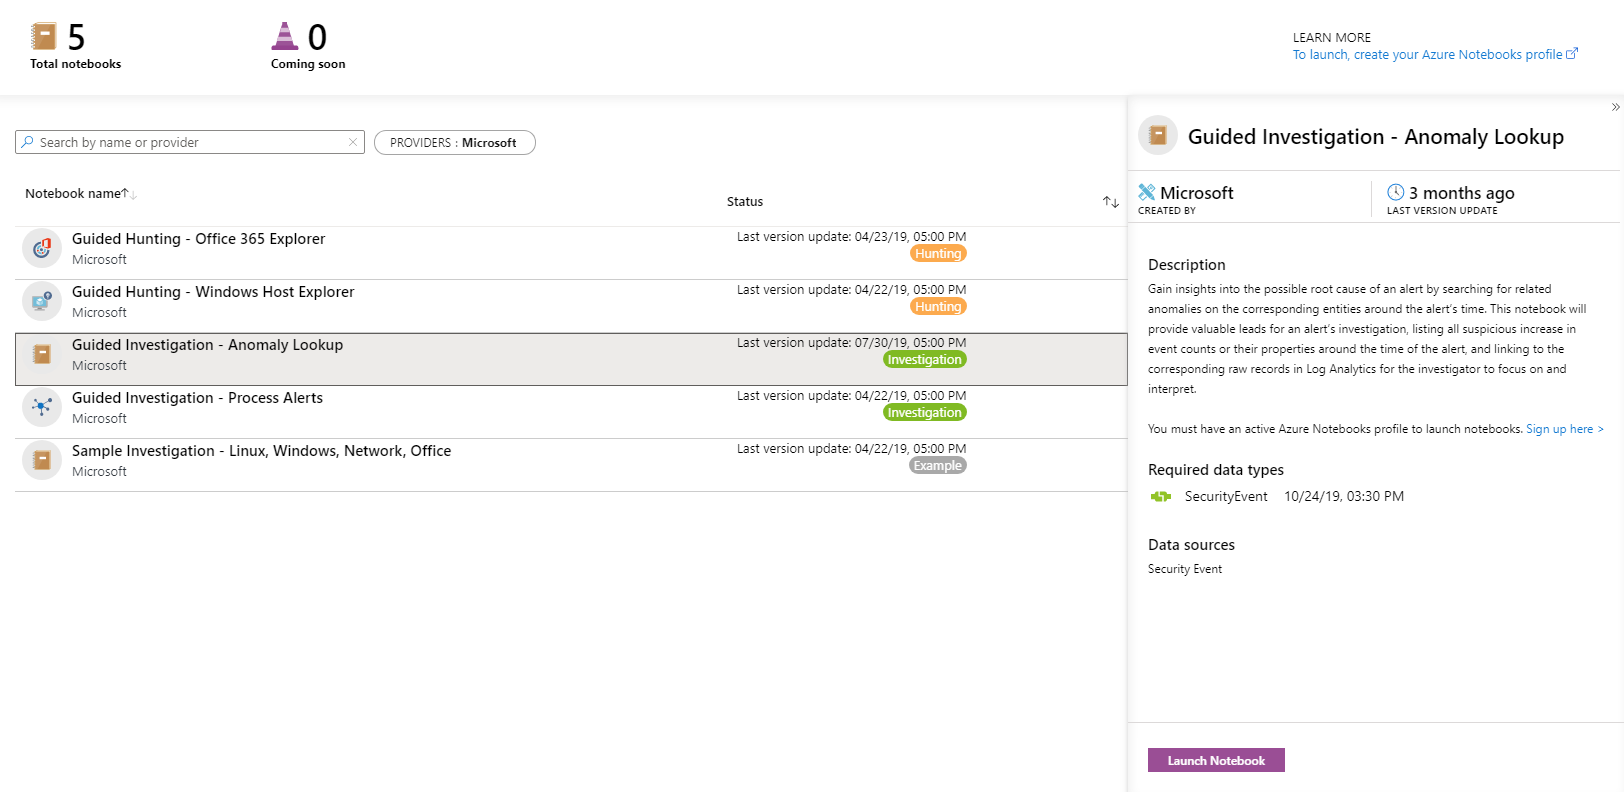 5
Total notebooks
0
Coming soon
LEARN MORE
To launch, create your Azure Notebooks profile
Search by name or provider
PROVIDERS : Microsoft
Notebook name
Status
Guided Hunting - Office 365 Explorer
Microsoft
Last version update: 04/23/19, 05:00 PM
Hunting
Guided Hunting - Windows Host Explorer
Microsoft
Last version update: 04/22/19, 05:00 PM
Hunting
Guided Investigation - Anomaly Lookup
Microsoft
Last version update: 07/30/19, 05:00 PM
Investigation
Guided Investigation - Process Alerts
Microsoft
Last version update: 04/22/19, 05:00 PM
Investigation
Sample Investigation - Linux, Windows, Network, Office
Microsoft
Last version update: 04/22/19, 05:00 PM
Example
»
Guided Investigation - Anomaly Lookup
Microsoft
CREATED BY
3 months ago
LAST VERSION UPDATE
Description
Gain insights into the possible root cause of an alert by searching for related
anomalies on the corresponding entities around the alert's time. This notebook will
provide valuable leads for an alert's investigation, listing all suspicious increase in
event counts or their properties around the time of the alert, and linking to the
corresponding raw records in Log Analytics for the investigator to focus on and
interpret.
You must have an active Azure Notebooks profile to launch notebooks. Sign up here >
Required data types
SecurityEvent 10/24/19, 03:30 PM
Data sources
Security Event
Launch Notebook